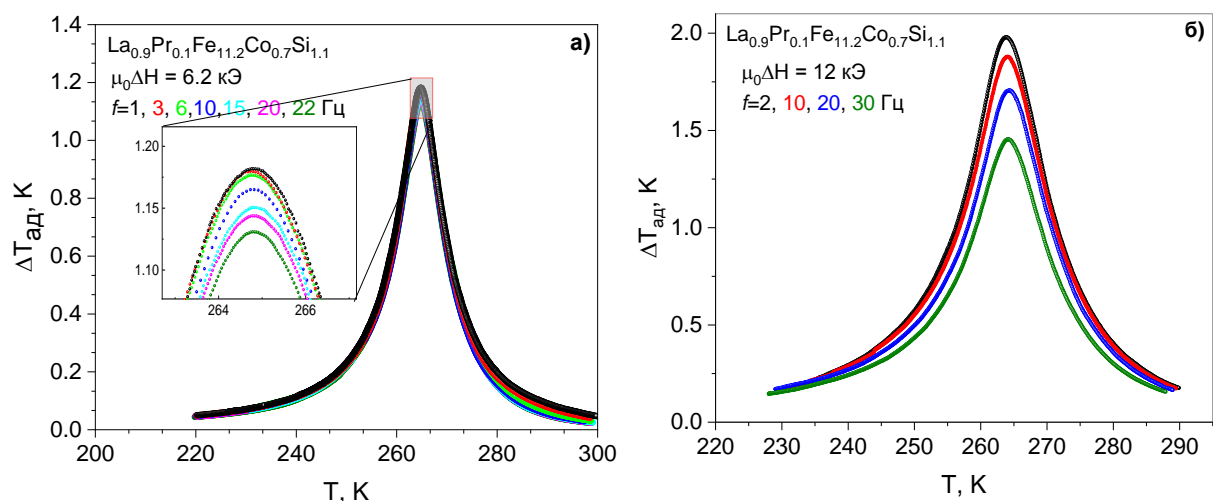 La0.9Pr0.1Fe11.2Co0.7Si1.1 а)
μ0ΔH = 6.2 кЭ
f=1, 3, 6,10,15, 20, 22 Гц
1.4
1.2
1.0
0.8
0.6
0.4
0.2
0.0
ΔTад, K
1.20
1.15
1.10
264 266
200 220 240 260 280 300
T, K
La0.9Pr0.1Fe11.2Co0.7Si1.1 б)
μ0ΔH = 12 кЭ
f=2, 10, 20, 30 Гц
2.0
1.5
1.0
0.5
0.0
ΔTад, K
220 230 240 250 260 270 280 290
T, K